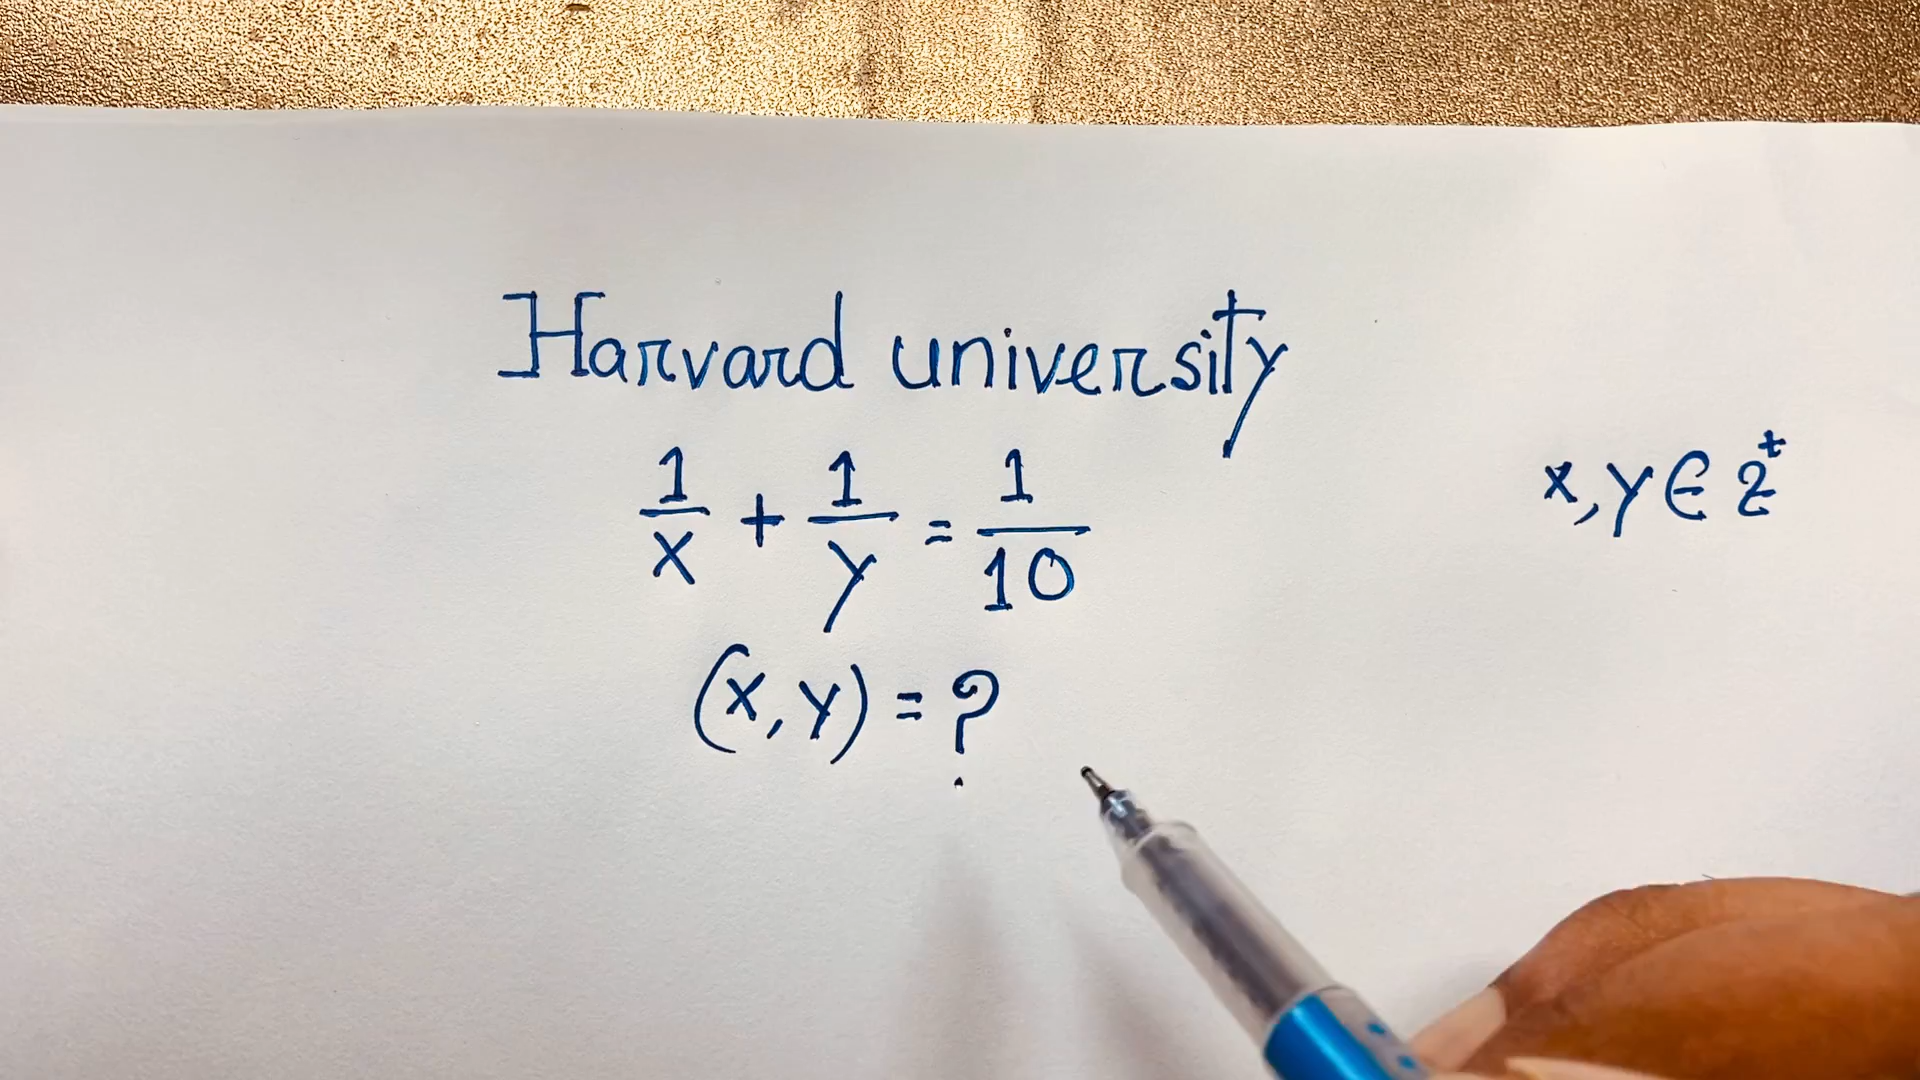 Harvard university
1/x + 1/y = 1/10
x, y ∈ Z⁺
(x, y) = ?